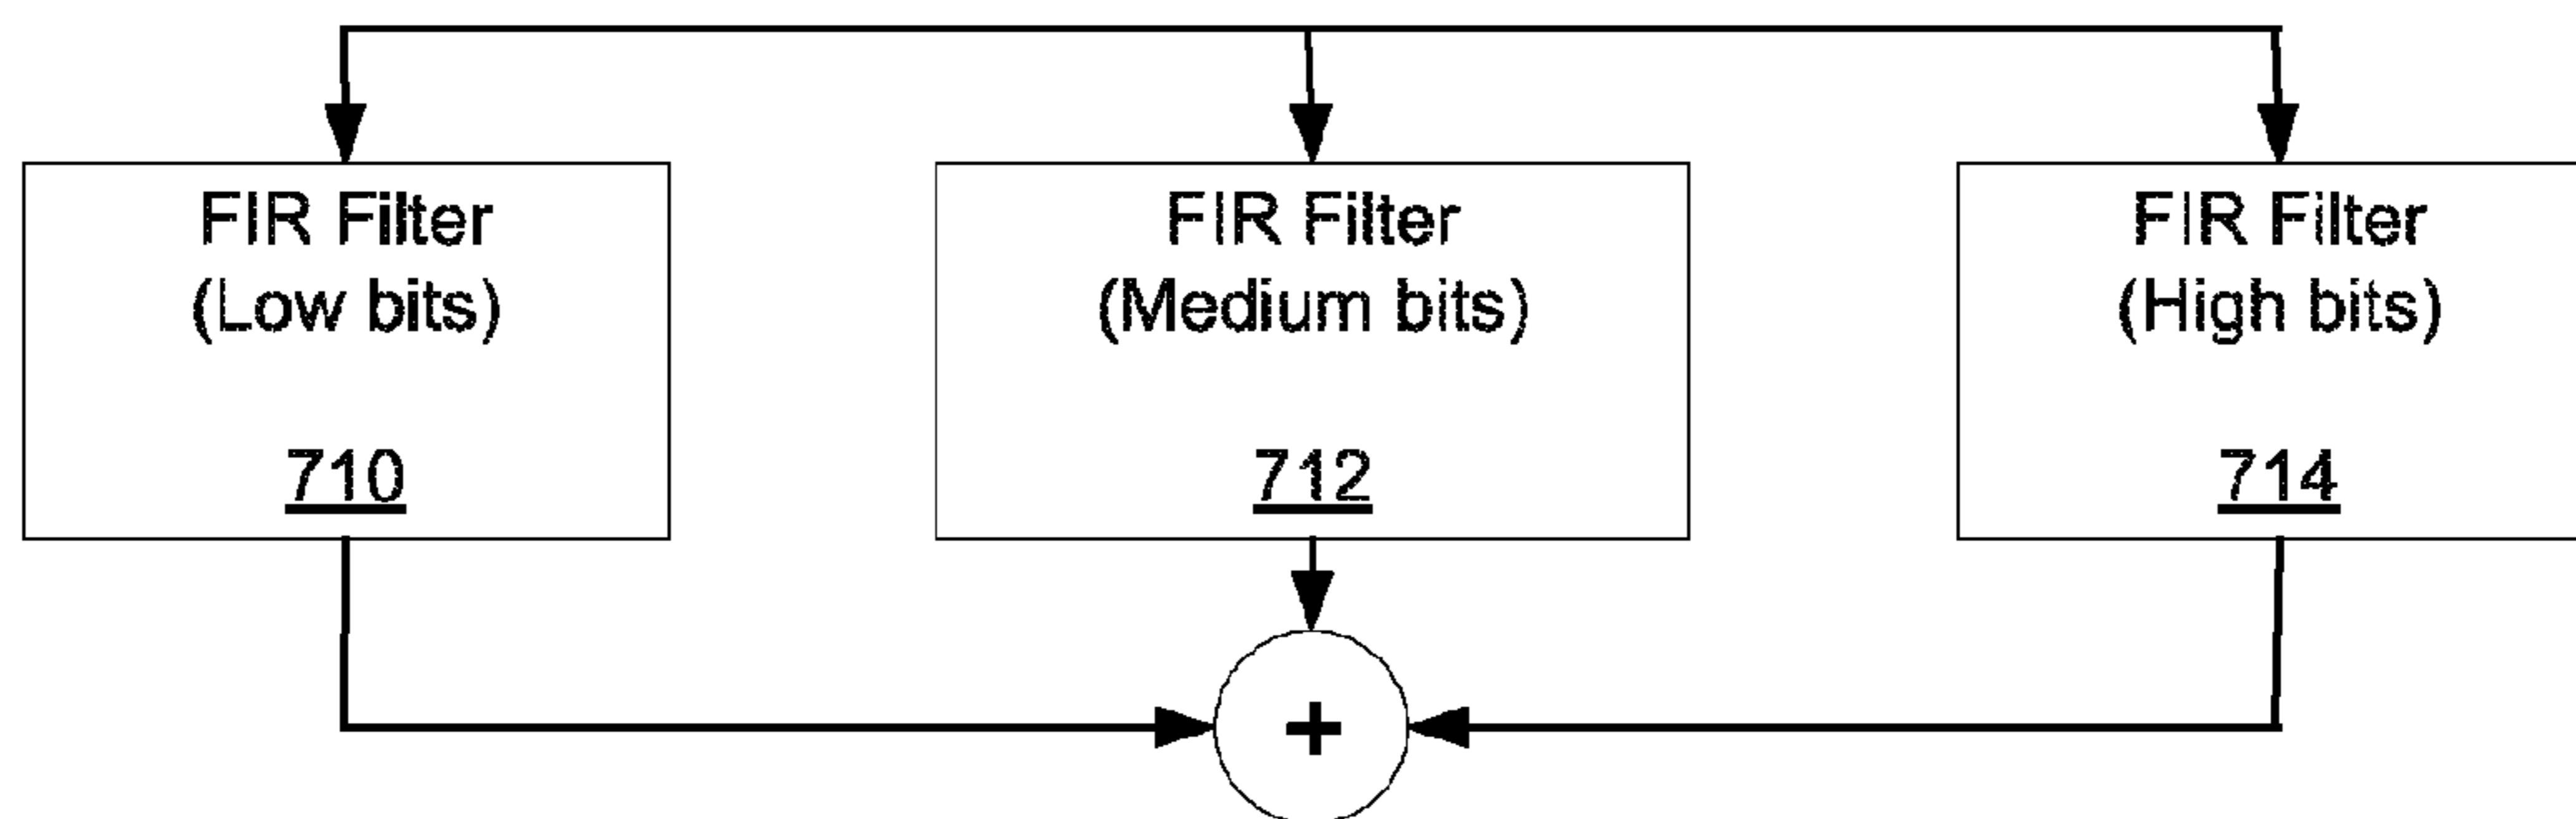 FIR Filter
(Low bits)
710
FIR Filter
(Medium bits)
712
FIR Filter
(High bits)
714
+